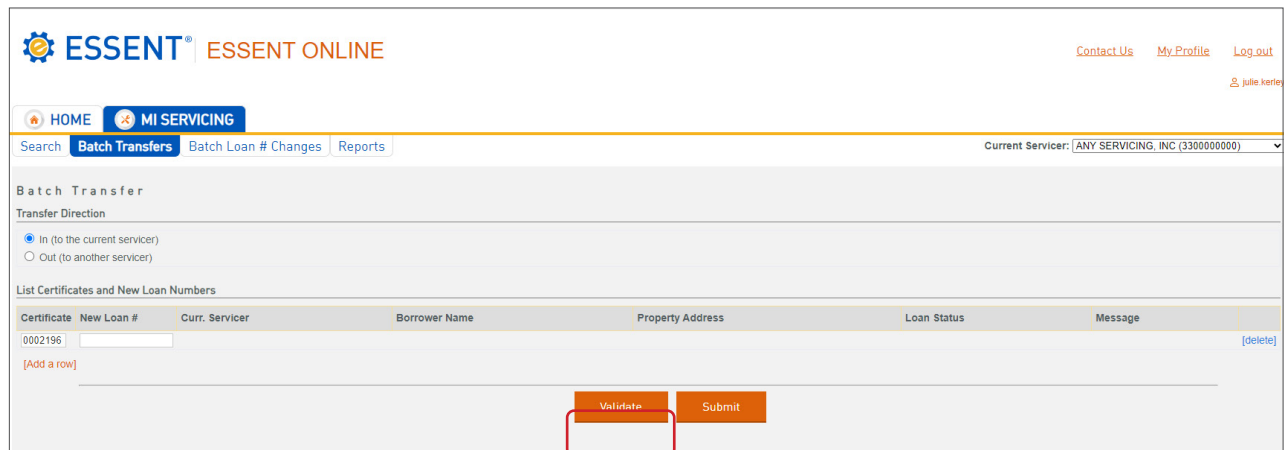 ESSENT® ESSENT ONLINE
Contact Us My Profile Log out
julie.kerley
HOME MI SERVICING
Search Batch Transfers Batch Loan # Changes Reports Current Servicer: ANY SERVICING, INC (3300000000)
Batch Transfer
Transfer Direction
In (to the current servicer)
Out (to another servicer)
List Certificates and New Loan Numbers
Certificate New Loan # Curr. Servicer Borrower Name Property Address Loan Status Message
0002196 [delete]
[Add a row]
Validate Submit